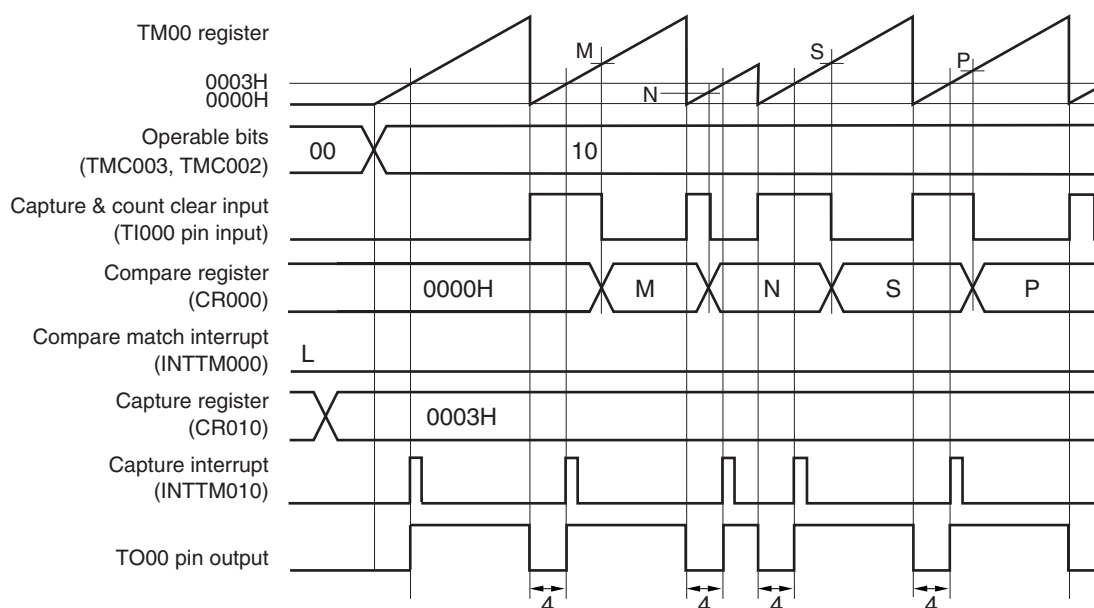 TM00 register
M
S
P
0003H
N
0000H
Operable bits
(TMC003, TMC002)
00
10
Capture & count clear input
(TI000 pin input)
Compare register
(CR000)
0000H
M
N
S
P
Compare match interrupt
(INTTM000)
L
Capture register
(CR010)
0003H
Capture interrupt
(INTTM010)
TO00 pin output
4
4
4
4